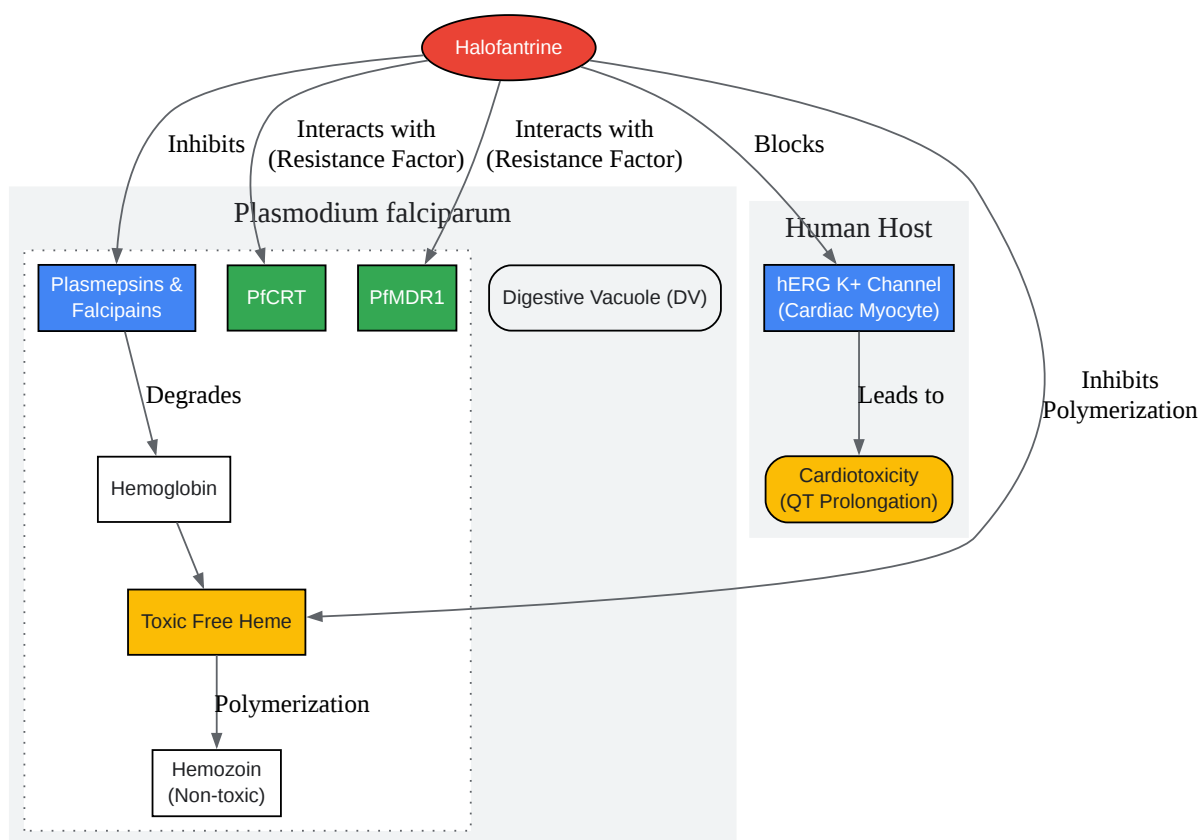 Halofantrine
Inhibits
Interacts with
(Resistance Factor)
Interacts with
(Resistance Factor)
Blocks
Plasmodium falciparum
Human Host
Plasmepsins &
Falcipains
PfCRT
PfMDR1
Digestive Vacuole (DV)
hERG K+ Channel
(Cardiac Myocyte)
Degrades
Leads to
Inhibits
Polymerization
Hemoglobin
Cardiotoxicity
(QT Prolongation)
Toxic Free Heme
Polymerization
Hemozoin
(Non-toxic)